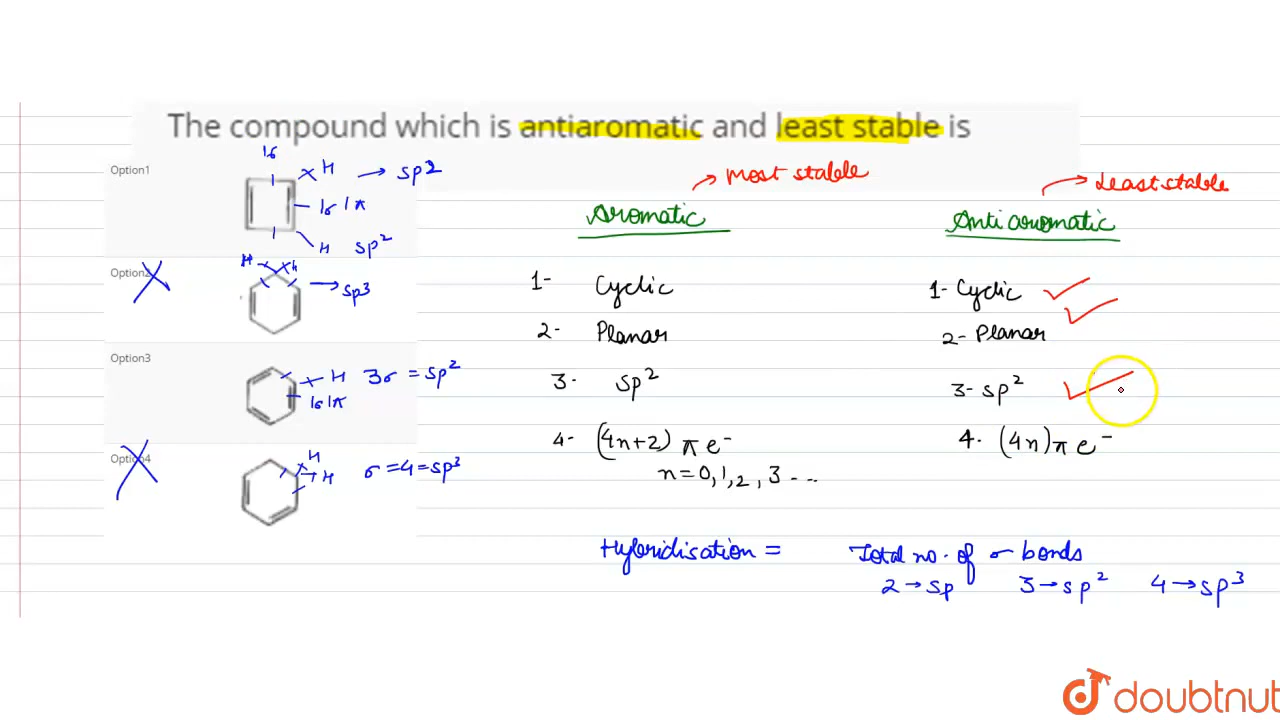 The compound which is antiaromatic and least stable is
Option1
1σ
H → sp2
1σ 1π
H sp2
Option2
H H
→ sp3
Option3
H 3σ = sp2
1σ 1π
Option4
H
H
σ = 4 = sp3
→ Most stable
Aromatic
1- Cyclic
2- Planar
3- sp2
4- (4n+2) π e-
n = 0, 1, 2, 3 - - -
→ Least stable
Anti aromatic
1- Cyclic
2- Planar
3- sp2
4. (4n) π e-
Hybridisation = Total no. of σ bonds
2 → sp 3 → sp2 4 → sp3
doubtnut